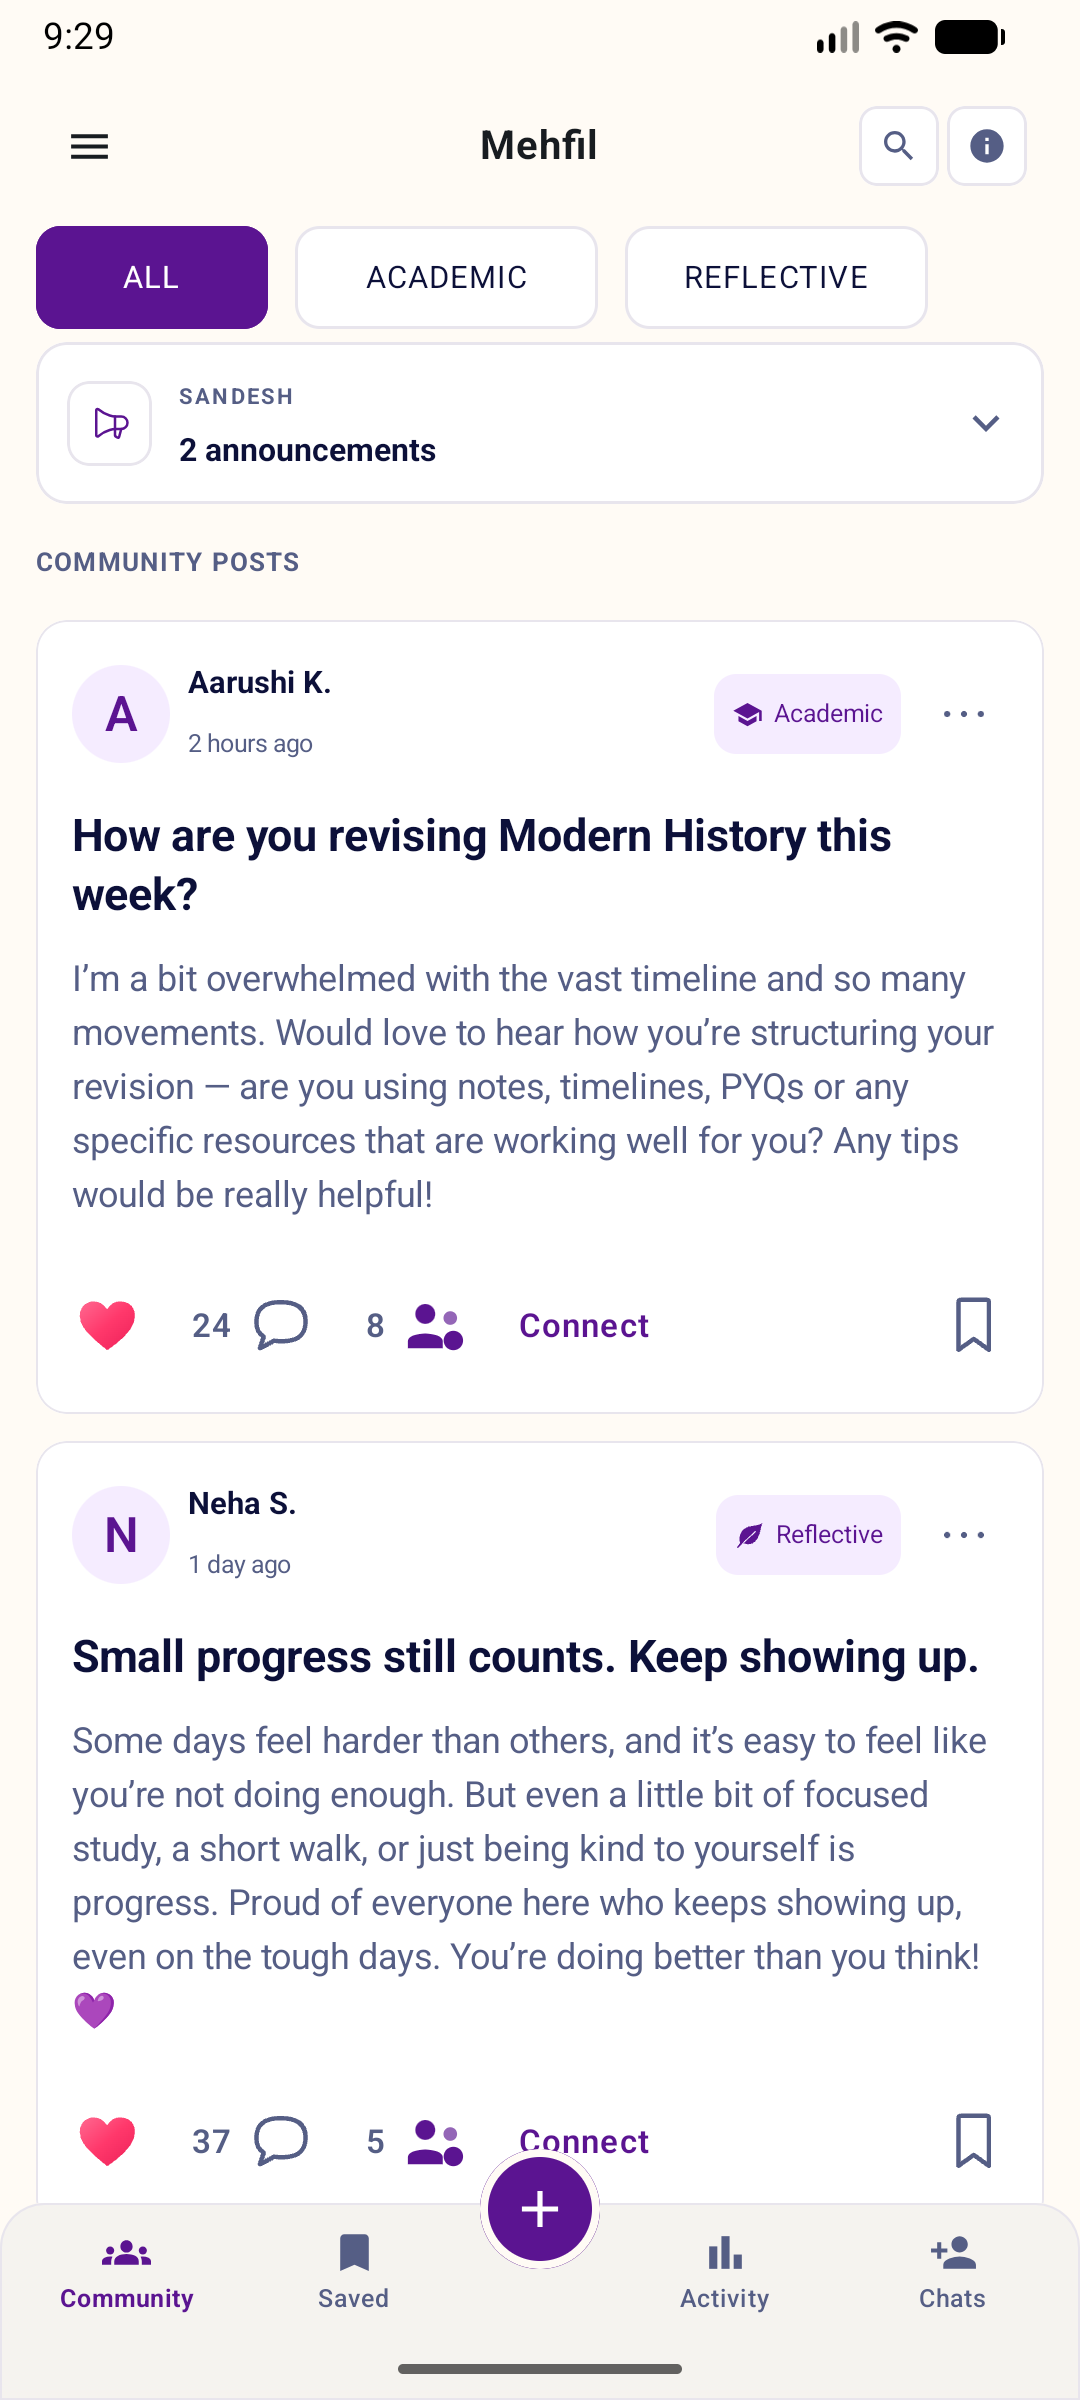 9:29
Mehfil
ALL
ACADEMIC
REFLECTIVE
SANDESH
2 announcements
COMMUNITY POSTS
A
Aarushi K.
2 hours ago
Academic
How are you revising Modern History this
week?
I’m a bit overwhelmed with the vast timeline and so many
movements. Would love to hear how you’re structuring your
revision — are you using notes, timelines, PYQs or any
specific resources that are working well for you? Any tips
would be really helpful!
24 8 Connect
N
Neha S.
1 day ago
Reflective
Small progress still counts. Keep showing up.
Some days feel harder than others, and it’s easy to feel like
you’re not doing enough. But even a little bit of focused
study, a short walk, or just being kind to yourself is
progress. Proud of everyone here who keeps showing up,
even on the tough days. You’re doing better than you think!
💜
37 5 Connect
Community
Saved
Activity
Chats